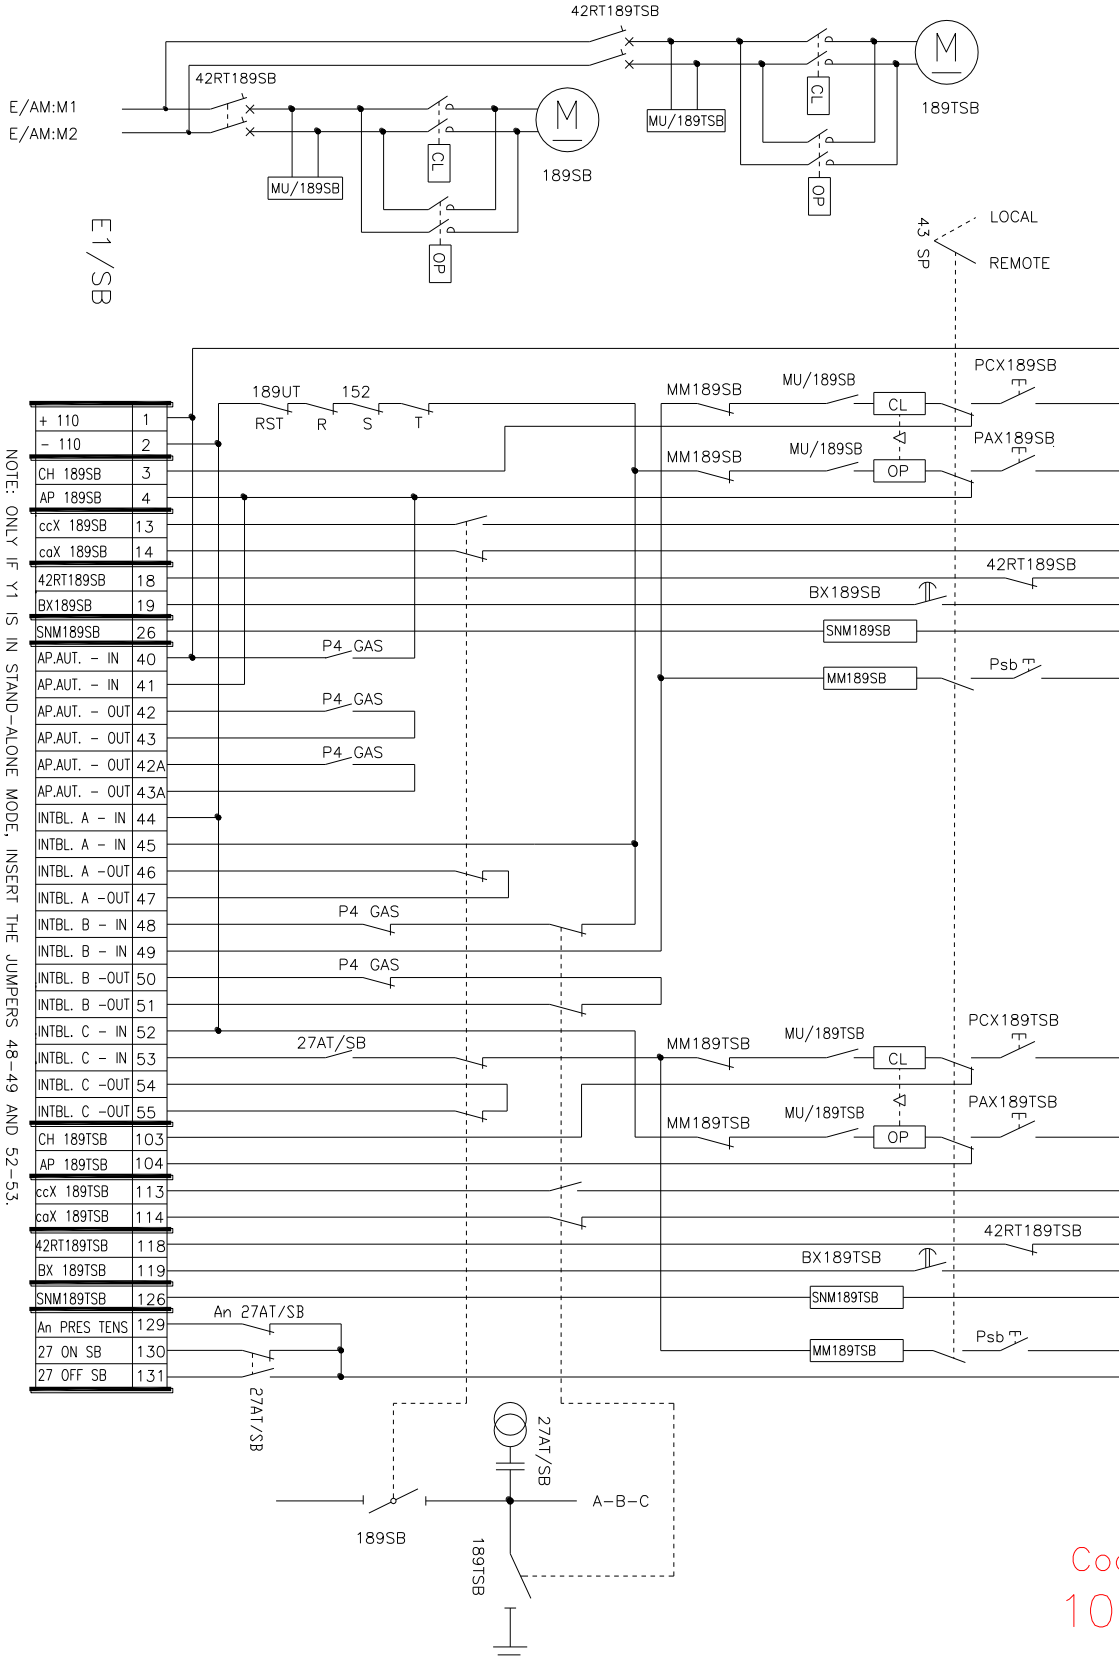 42RT189TSB
M
189TSB
CL
MU/189TSB
OP
42RT189SB
E/AM:M1
E/AM:M2
M
189SB
CL
MU/189SB
OP
E1/SB
43 SP
LOCAL
REMOTE
NOTE: ONLY IF Y1 IS IN STAND-ALONE MODE, INSERT THE JUMPERS 48-49 AND 52-53.
+ 110 1
- 110 2
CH 189SB 3
AP 189SB 4
ccX 189SB 13
caX 189SB 14
42RT189SB 18
BX189SB 19
SNM189SB 26
AP.AUT. - IN 40
AP.AUT. - IN 41
AP.AUT. - OUT 42
AP.AUT. - OUT 43
AP.AUT. - OUT 42A
AP.AUT. - OUT 43A
INTBL. A - IN 44
INTBL. A - IN 45
INTBL. A -OUT 46
INTBL. A -OUT 47
INTBL. B - IN 48
INTBL. B - IN 49
INTBL. B -OUT 50
INTBL. B -OUT 51
INTBL. C - IN 52
INTBL. C - IN 53
INTBL. C -OUT 54
INTBL. C -OUT 55
CH 189TSB 103
AP 189TSB 104
ccX 189TSB 113
caX 189TSB 114
42RT189TSB 118
BX 189TSB 119
SNM189TSB 126
An PRES TENS 129
27 ON SB 130
27 OFF SB 131
189UT 152
RST R S T
MM189SB MU/189SB CL PCX189SB
MM189SB MU/189SB OP PAX189SB
42RT189SB
BX189SB
SNM189SB
P4 GAS
MM189SB Psb
P4 GAS
P4 GAS
P4 GAS
P4 GAS
27AT/SB
MM189TSB MU/189TSB CL PCX189TSB
MM189TSB MU/189TSB OP PAX189TSB
42RT189TSB
BX189TSB
SNM189TSB
An 27AT/SB
MM189TSB Psb
27AT/SB
27AT/SB
A-B-C
189SB
189TSB
10